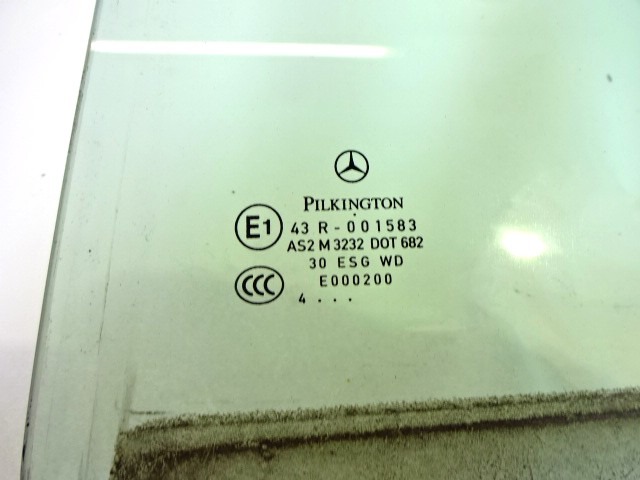 PILKINGTON
E1 43 R - 001583
AS2 M 3232 DOT 682
30 ESG WD
CCC E000200
4 . . .